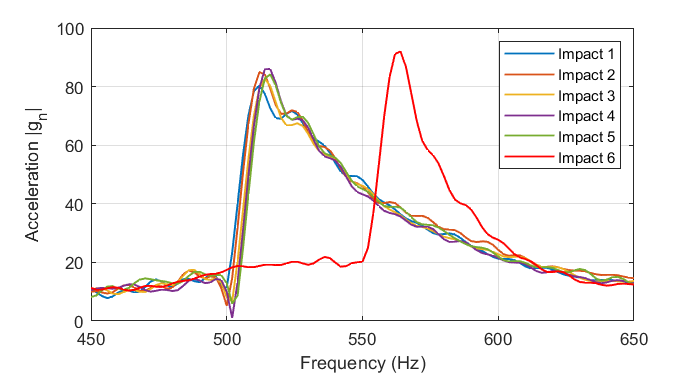 100
80
60
40
20
0
Acceleration |gn|
450
500
550
600
650
Frequency (Hz)
Impact 1
Impact 2
Impact 3
Impact 4
Impact 5
Impact 6